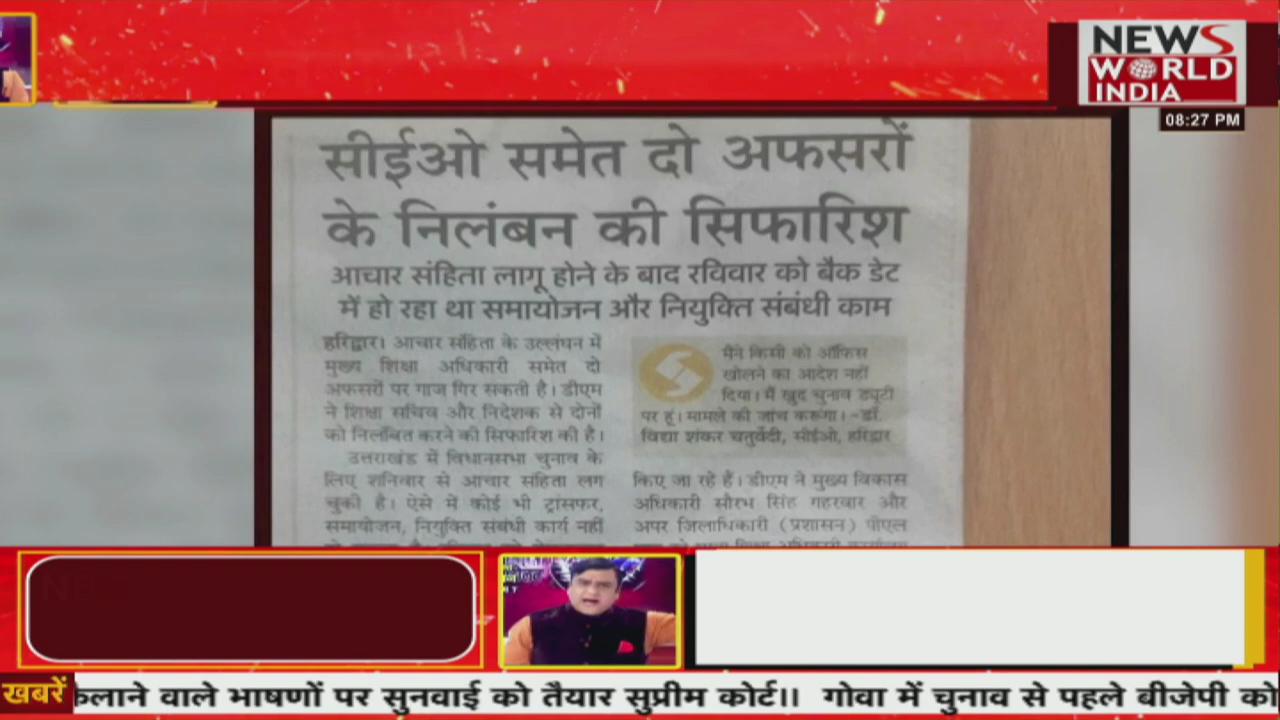 NEWS
WORLD
INDIA
08:27 PM
सीईओ समेत दो अफसरों
के निलंबन की सिफारिश
आचार संहिता लागू होने के बाद रविवार को बैक डेट
में हो रहा था समायोजन और नियुक्ति संबंधी काम
हरिद्वार। आचार संहिता के उल्लंघन में
मुख्य शिक्षा अधिकारी समेत दो
अफसरों पर गाज गिर सकती है। डीएम
ने शिक्षा सचिव और निदेशक से दोनों
को निलंबित करने की सिफारिश की है।
उत्तराखंड में विधानसभा चुनाव के
लिए शनिवार से आचार संहिता लग
चुकी है। ऐसे में कोई भी ट्रांसफर,
समायोजन, नियुक्ति संबंधी कार्य नहीं
मैंने किसी को ऑफिस
खोलने का आदेश नहीं
दिया। मैं खुद चुनाव ड्यूटी
पर हूं। मामले की जांच करूंगा। -डॉ.
विद्या शंकर चतुर्वेदी, सीईओ, हरिद्वार
किए जा रहे हैं। डीएम ने मुख्य विकास
अधिकारी सौरभ सिंह गहरवार और
अपर जिलाधिकारी (प्रशासन) पीएल
खबरें
वाले भाषणों पर सुनवाई को तैयार सुप्रीम कोर्ट।। गोवा में चुनाव से पहले बीजेपी को